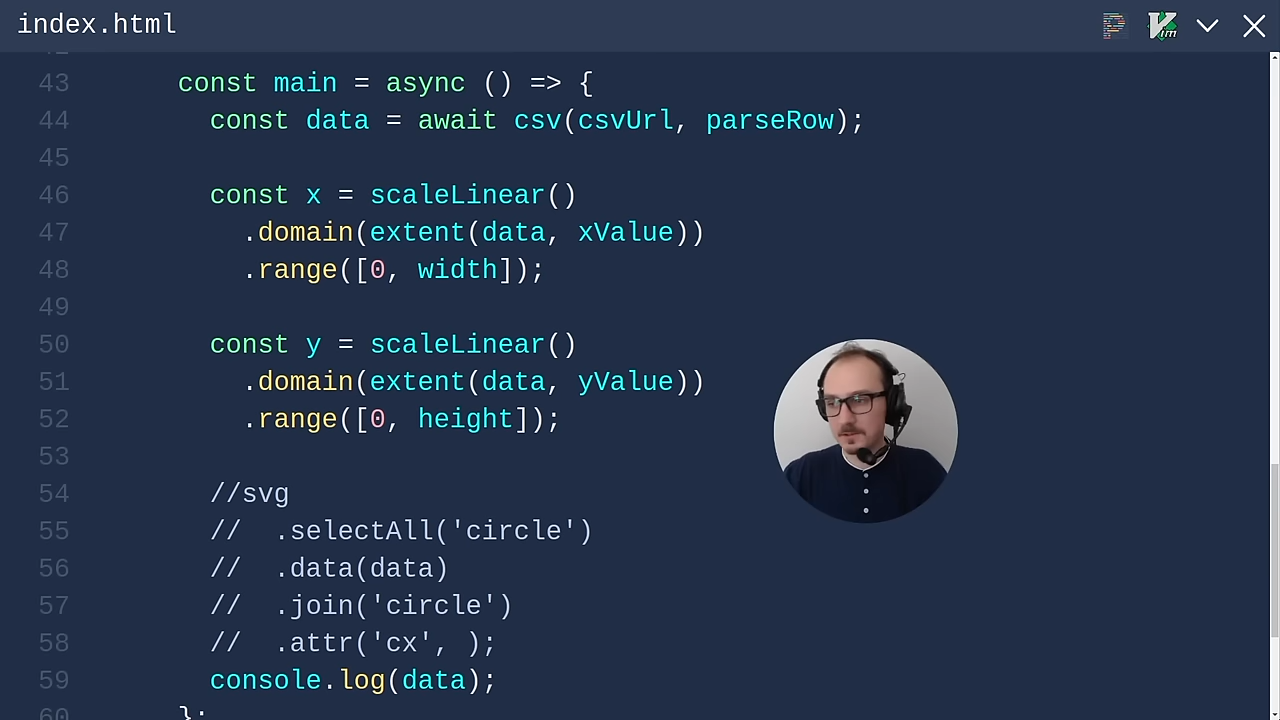 index.html
43 const main = async () => {
44 const data = await csv(csvUrl, parseRow);
45
46 const x = scaleLinear()
47 .domain(extent(data, xValue))
48 .range([0, width]);
49
50 const y = scaleLinear()
51 .domain(extent(data, yValue))
52 .range([0, height]);
53
54 //svg
55 //  .selectAll('circle')
56 //  .data(data)
57 //  .join('circle')
58 //  .attr('cx', );
59 console.log(data);
60 };